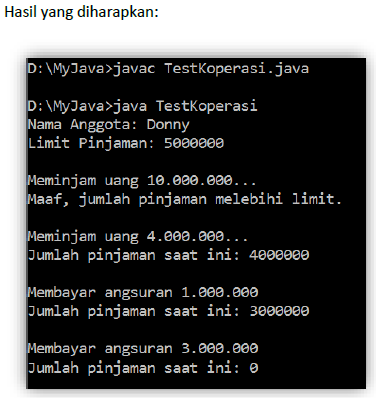 Hasil yang diharapkan:
D:\MyJava>javac TestKoperasi.java
D:\MyJava>java TestKoperasi
Nama Anggota: Donny
Limit Pinjaman: 5000000
Meminjam uang 10.000.000...
Maaf, jumlah pinjaman melebihi limit.
Meminjam uang 4.000.000...
Jumlah pinjaman saat ini: 4000000
Membayar angsuran 1.000.000
Jumlah pinjaman saat ini: 3000000
Membayar angsuran 3.000.000
Jumlah pinjaman saat ini: 0